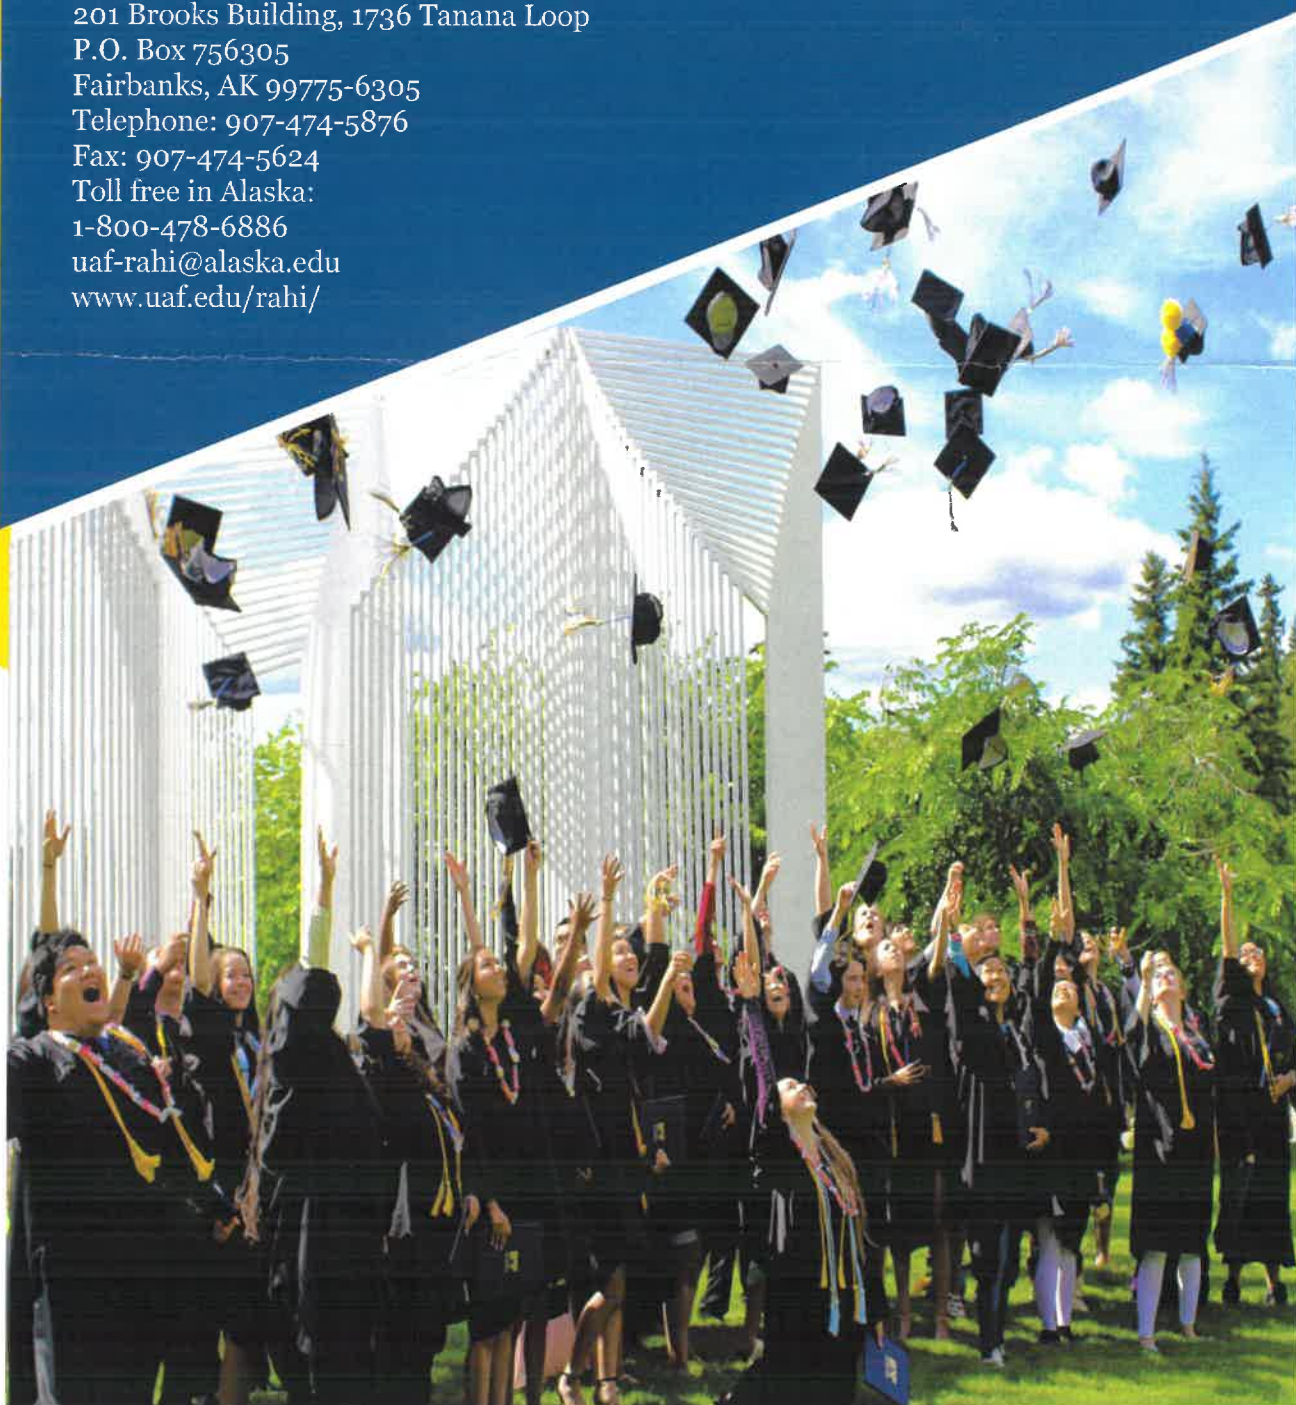 201 Brooks Building, 1736 Tanana Loop
P.O. Box 756305
Fairbanks, AK 99775-6305
Telephone: 907-474-5876
Fax: 907-474-5624
Toll free in Alaska:
1-800-478-6886
uaf-rahi@alaska.edu
www.uaf.edu/rahi/